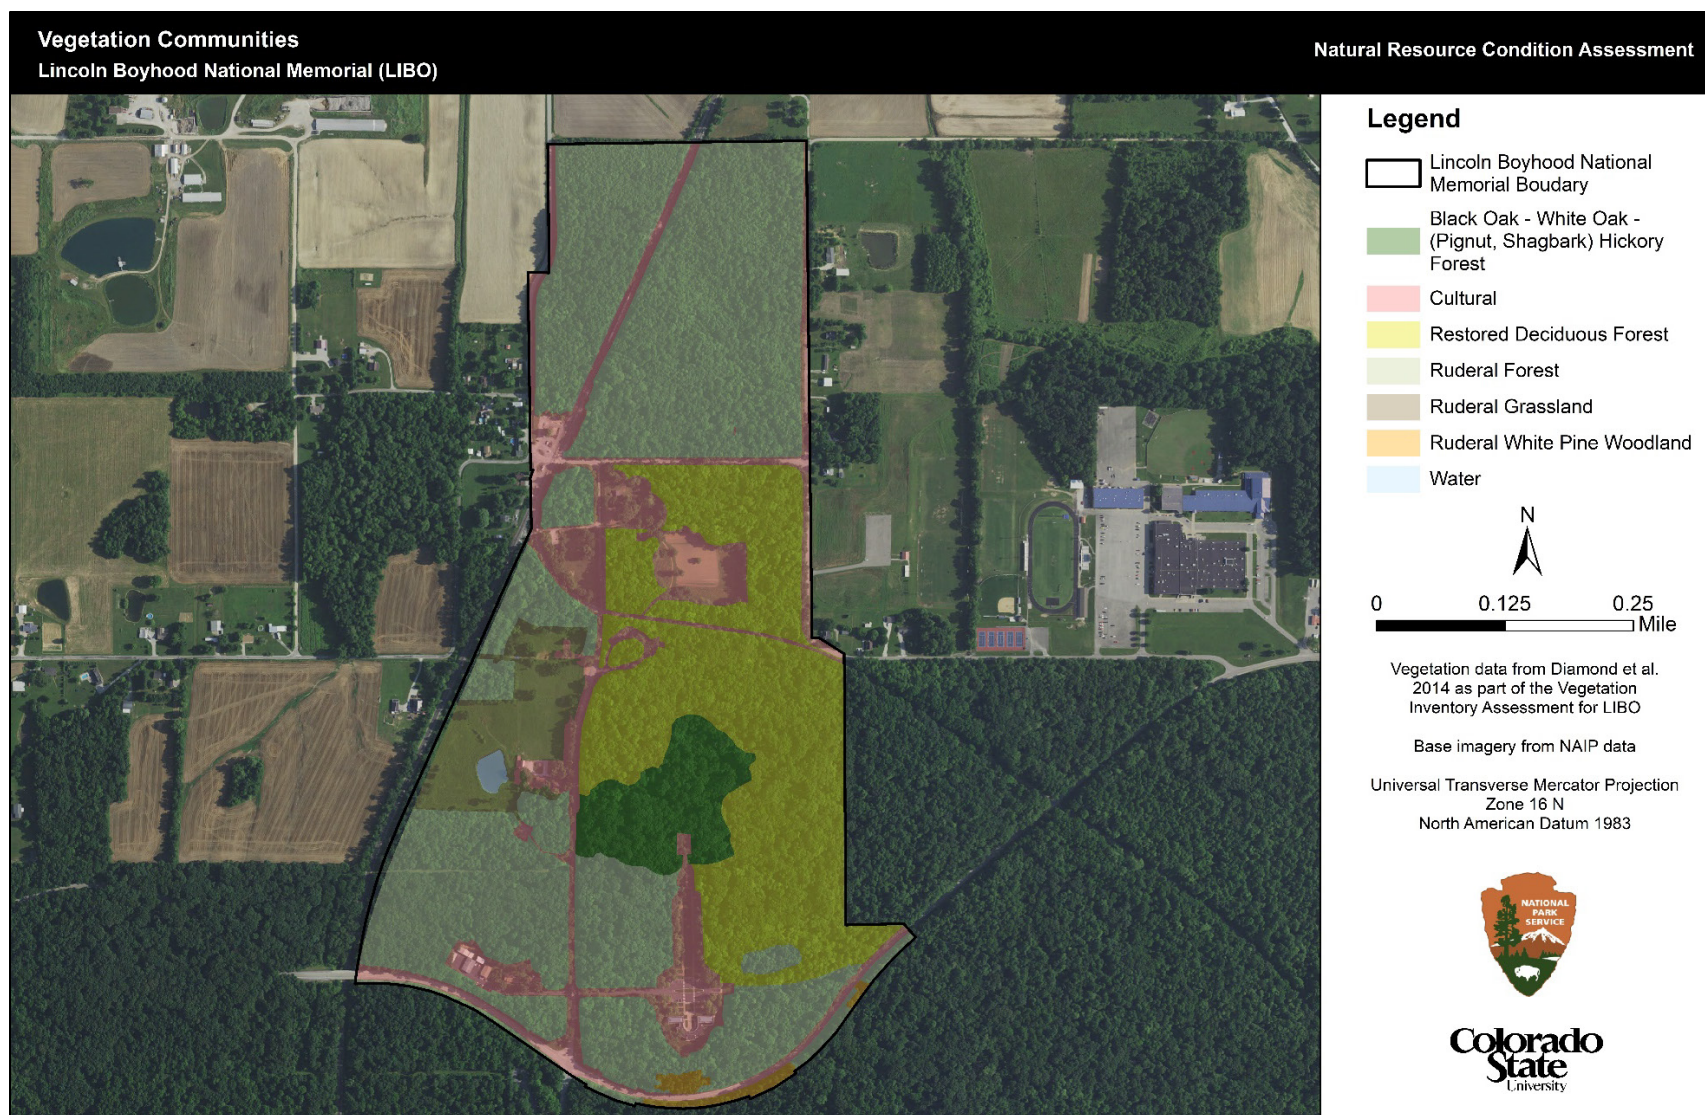 Vegetation Communities
Lincoln Boyhood National Memorial (LIBO)
Natural Resource Condition Assessment
Legend
Lincoln Boyhood National
Memorial Boudary
Black Oak - White Oak -
(Pignut, Shagbark) Hickory
Forest
Cultural
Restored Deciduous Forest
Ruderal Forest
Ruderal Grassland
Ruderal White Pine Woodland
Water
N
0 0.125 0.25
Mile
Vegetation data from Diamond et al.
2014 as part of the Vegetation
Inventory Assessment for LIBO
Base imagery from NAIP data
Universal Transverse Mercator Projection
Zone 16 N
North American Datum 1983
NATIONAL
PARK
SERVICE
Colorado
State
University